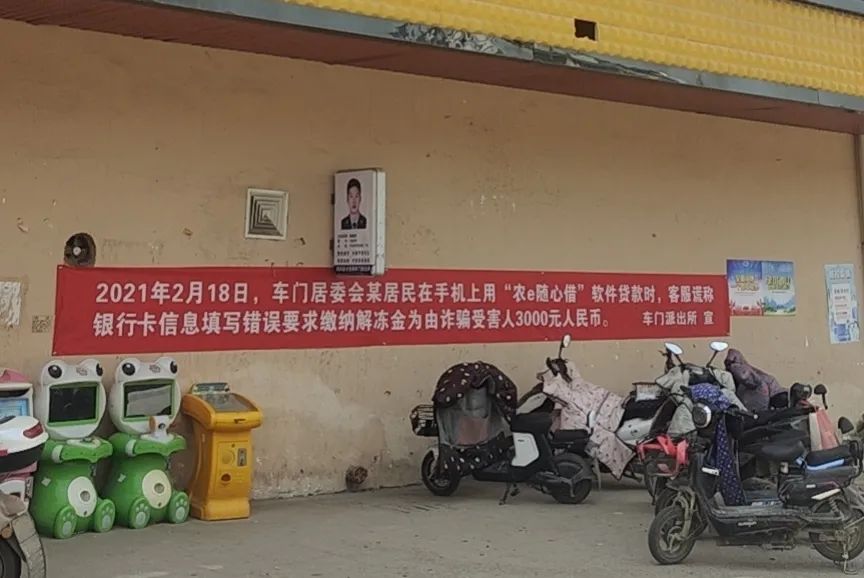 2021年2月18日，车门居委会某居民在手机上用“农e随心借”软件贷款时，客服谎称
银行卡信息填写错误要求缴纳解冻金为由诈骗受害人3000元人民币。 车门派出所 宣